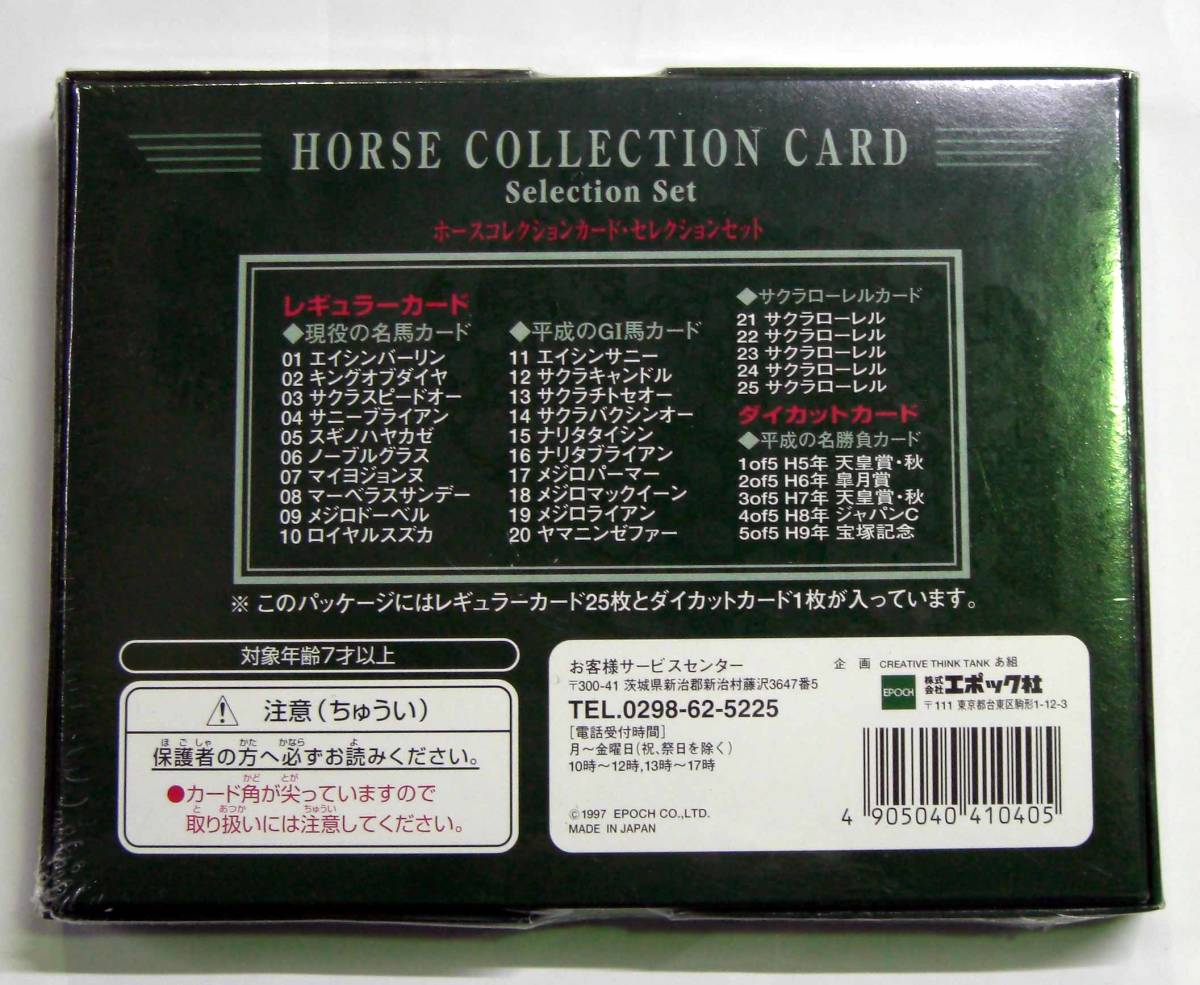 HORSE COLLECTION CARD
Selection Set
ホースコレクションカード・セレクションセット
レギュラーカード
◆現役の名馬カード
01 エイシンバーリン
02 キングオブダイヤ
03 サクラスピードオー
04 サニーブライアン
05 スギノハヤカゼ
06 ノーブルグラス
07 マイヨジョンヌ
08 マーベラスサンデー
09 メジロドーベル
10 ロイヤルスズカ
◆平成のGI馬カード
11 エイシンサニー
12 サクラキャンドル
13 サクラチトセオー
14 サクラバクシンオー
15 ナリタタイシン
16 ナリタブライアン
17 メジロパーマー
18 メジロマックイーン
19 メジロライアン
20 ヤマニンゼファー
◆サクラローレルカード
21 サクラローレル
22 サクラローレル
23 サクラローレル
24 サクラローレル
25 サクラローレル
ダイカットカード
◆平成の名勝負カード
1of5 H5年 天皇賞・秋
2of5 H6年 皐月賞
3of5 H7年 天皇賞・秋
4of5 H8年 ジャパンC
5of5 H9年 宝塚記念
※ このパッケージにはレギュラーカード25枚とダイカットカード1枚が入っています。
対象年齢7才以上
注意(ちゅうい)
ほごしゃ かた かなら よ
保護者の方へ必ずお読みください。
かど とが
●カード角が尖っていますので
と あつか ちゅうい
取り扱いには注意してください。
お客様サービスセンター
〒300-41 茨城県新治郡新治村藤沢3647番5
TEL.0298-62-5225
[電話受付時間]
月〜金曜日(祝、祭日を除く)
10時〜12時,13時〜17時
©1997 EPOCH CO.,LTD.
MADE IN JAPAN
企 画 CREATIVE THINK TANK あ組
EPOCH 株式会社エポック社
〒111 東京都台東区駒形1-12-3
4 905040 410405